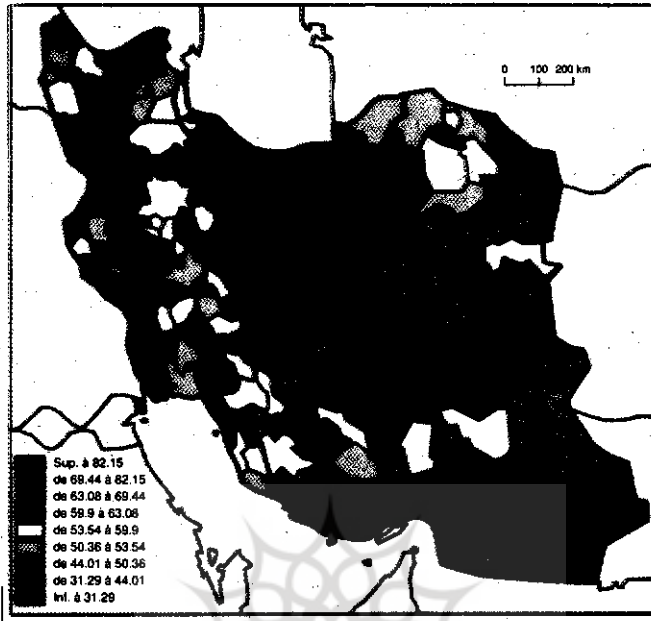 0 100 200 km
Sup. à 82.15
de 69.44 à 82.15
de 63.08 à 69.44
de 59.9 à 63.08
de 53.54 à 59.9
de 50.36 à 53.54
de 44.01 à 50.36
de 31.29 à 44.01
Inf. à 31.29